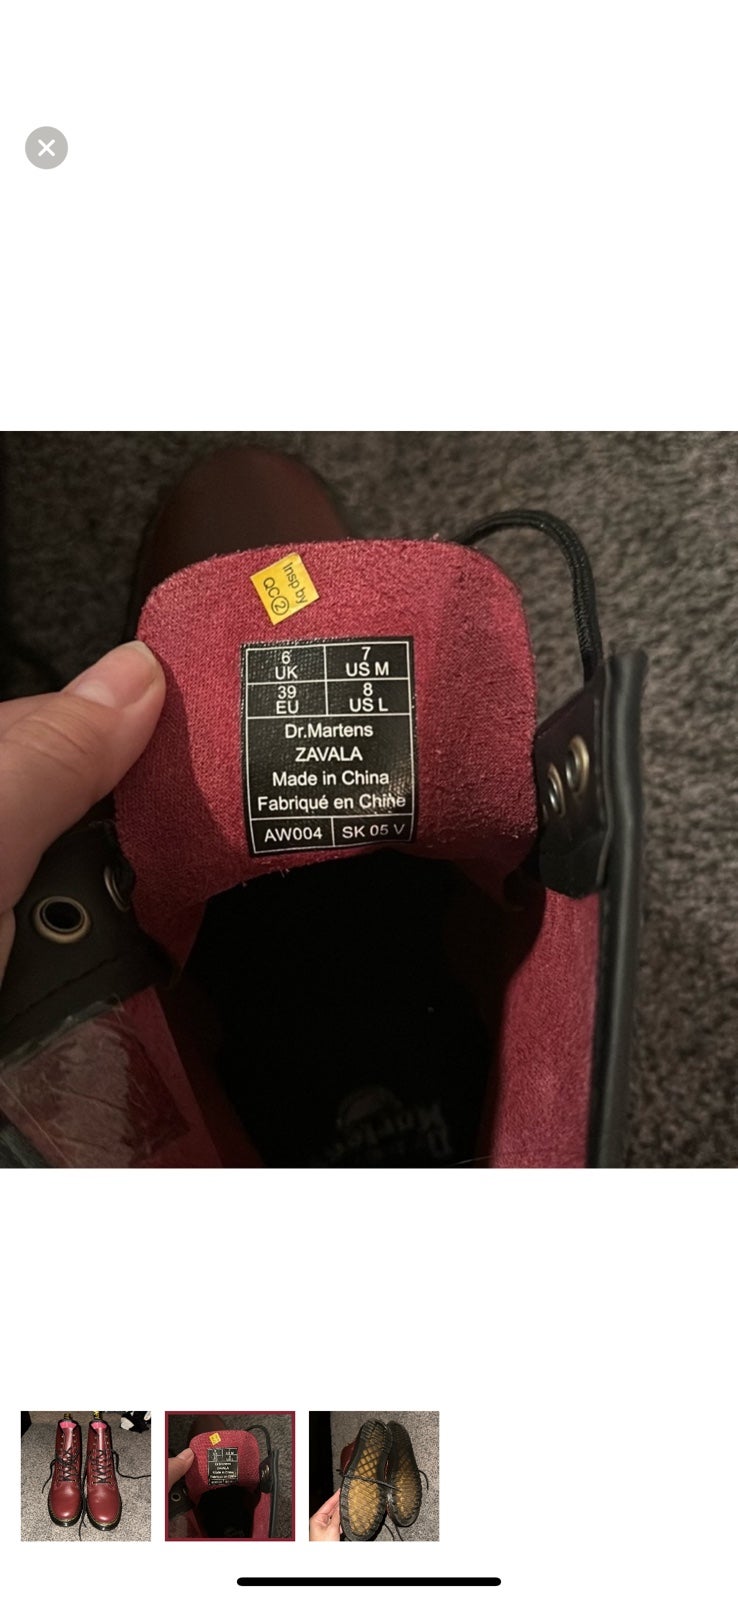 Insp by
QC②
6 UK
7 US M
39 EU
8 US L
Dr.Martens
ZAVALA
Made in China
Fabriqué en Chine
AW004
SK 05 V